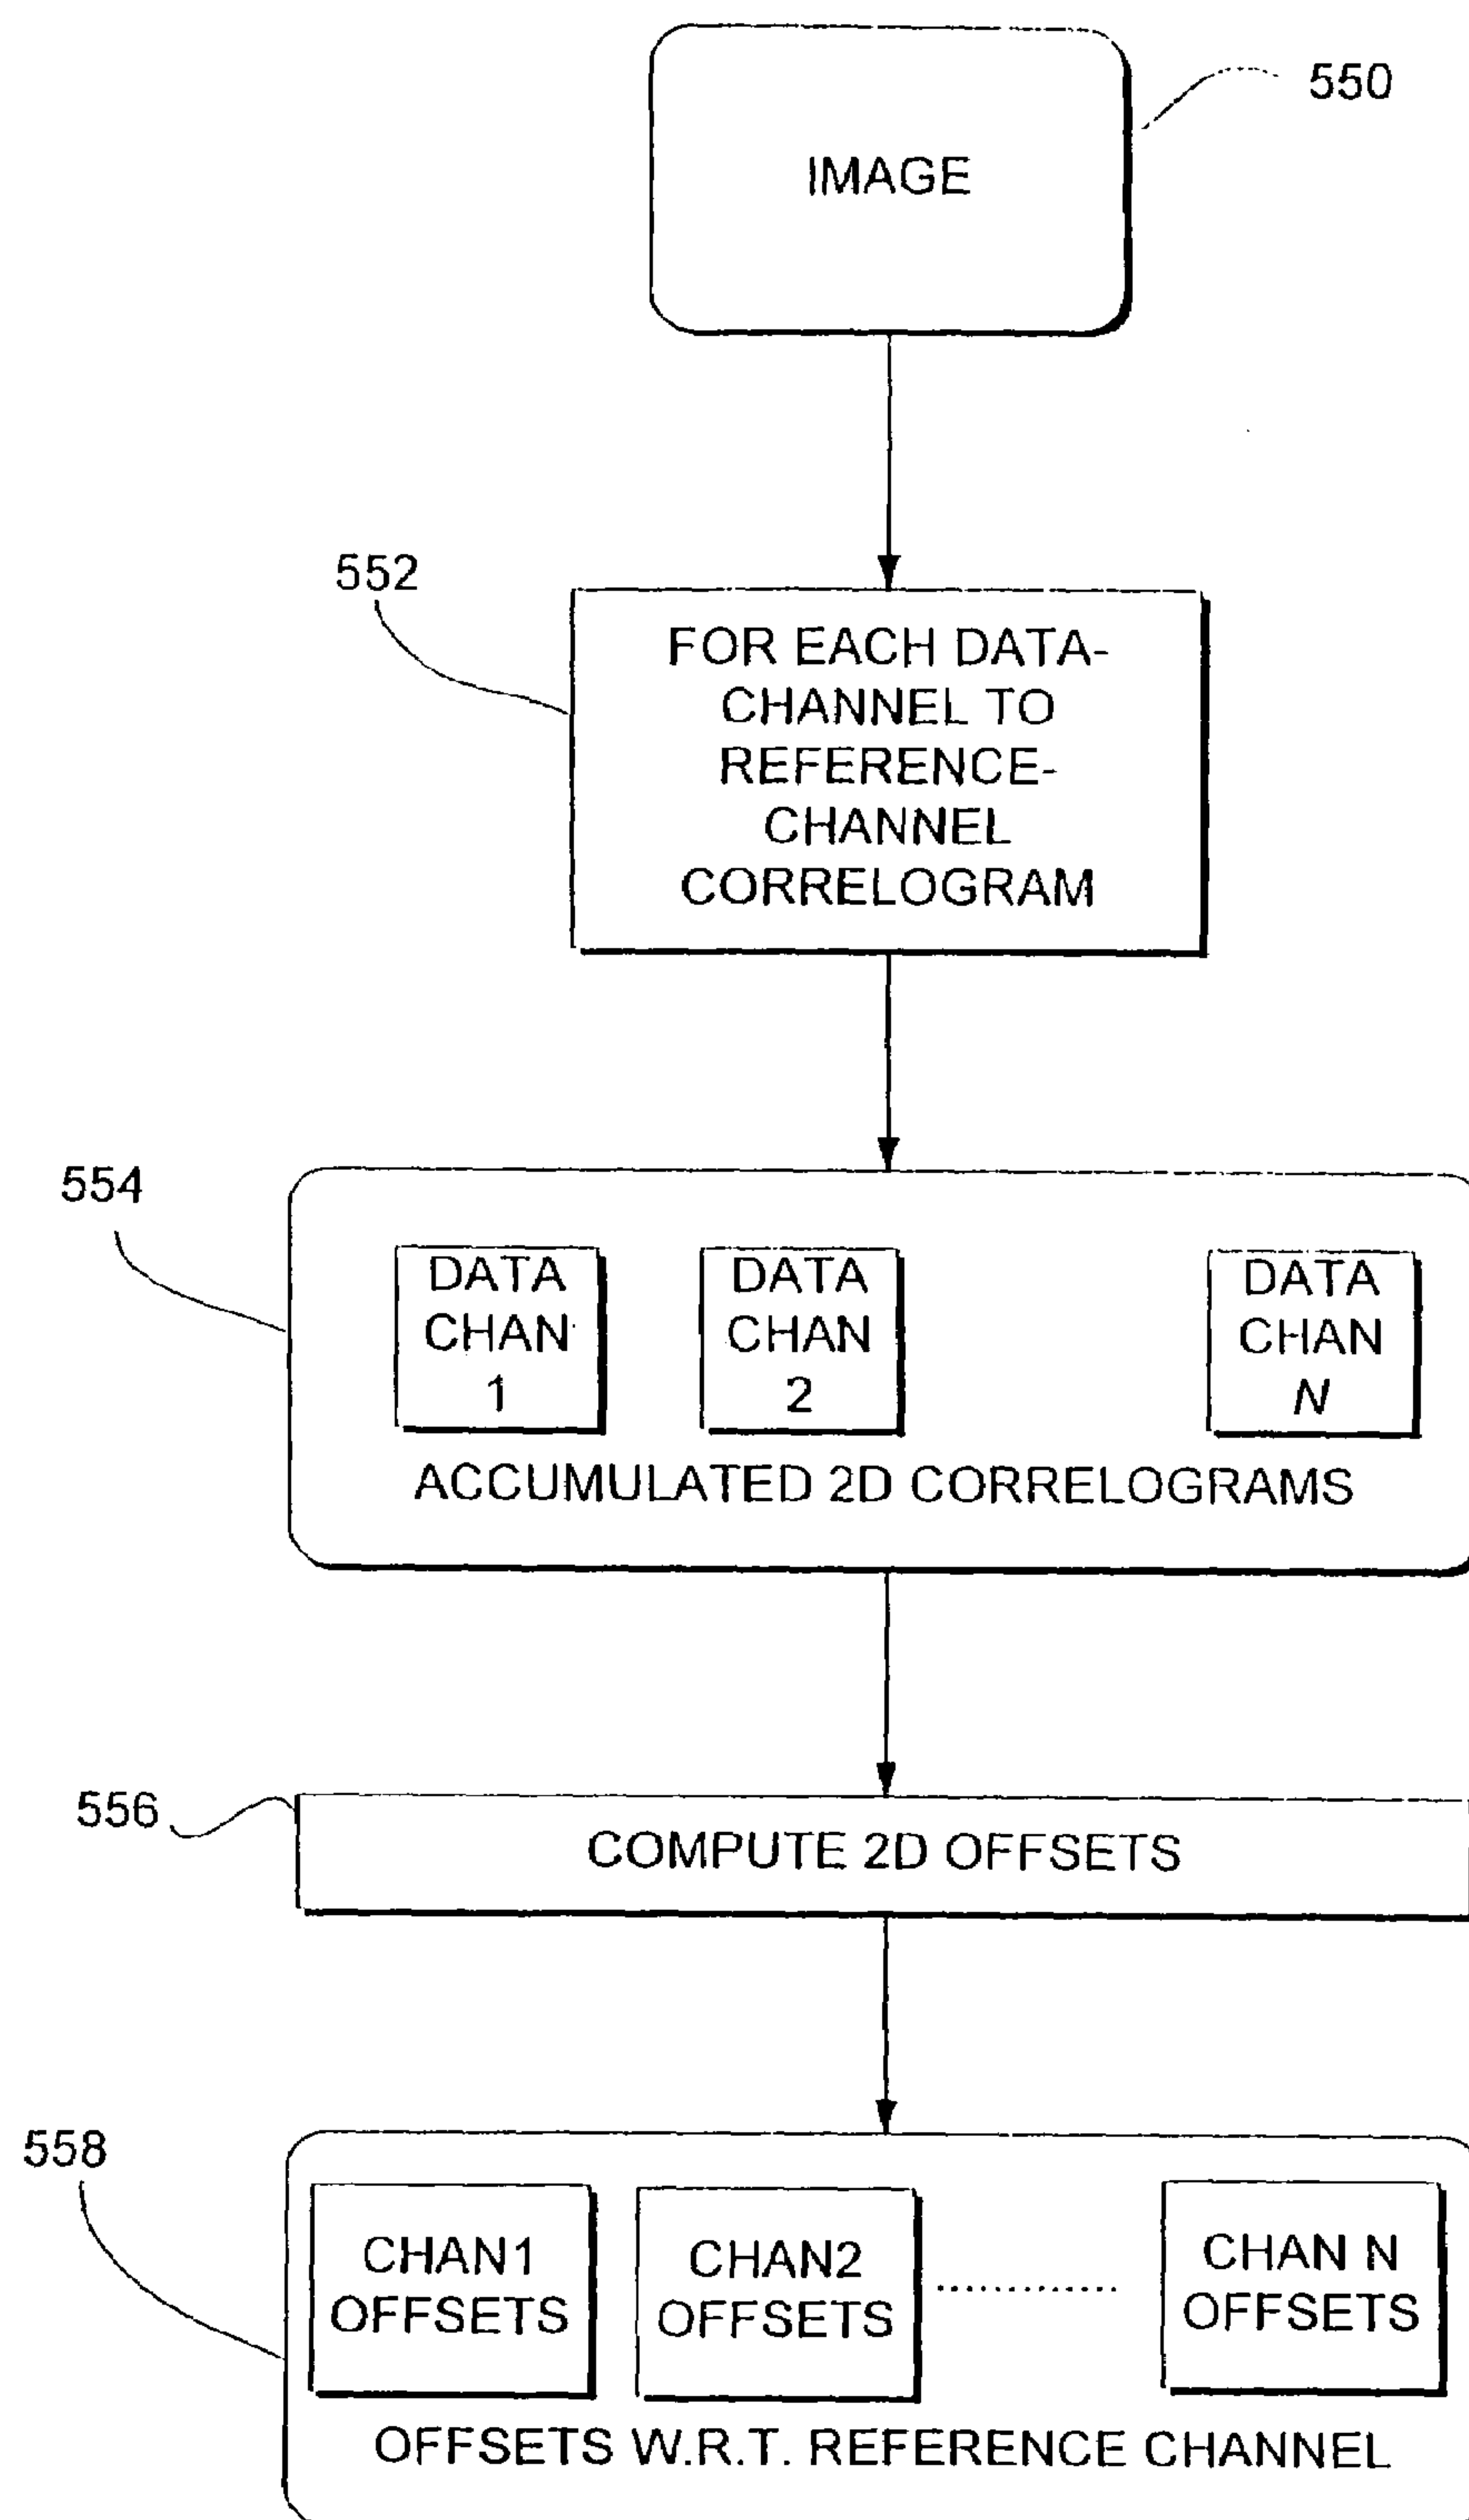 550
IMAGE
552
FOR EACH DATA-
CHANNEL TO
REFERENCE-
CHANNEL
CORRELOGRAM
554
DATA
CHAN
1
DATA
CHAN
2
DATA
CHAN
N
ACCUMULATED 2D CORRELOGRAMS
556
COMPUTE 2D OFFSETS
558
CHAN1
OFFSETS
CHAN2
OFFSETS
.............
CHAN N
OFFSETS
OFFSETS W.R.T. REFERENCE CHANNEL